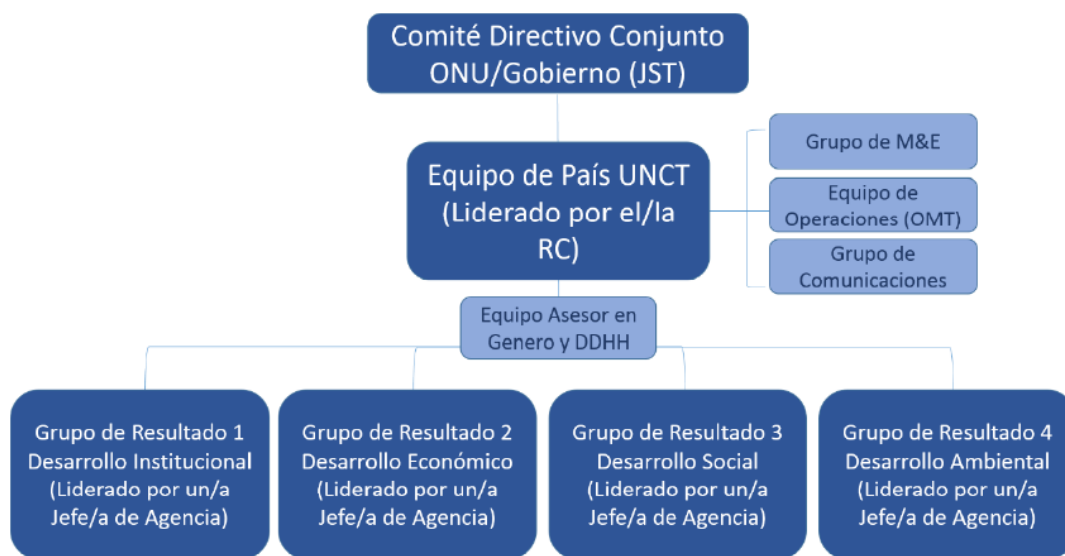 Comité Directivo Conjunto
ONU/Gobierno (JST)
Equipo de País UNCT
(Liderado por el/la
RC)
Grupo de M&E
Equipo de
Operaciones (OMT)
Grupo de
Comunicaciones
Equipo Asesor en
Genero y DDHH
Grupo de Resultado 1
Desarrollo Institucional
(Liderado por un/a
Jefe/a de Agencia)
Grupo de Resultado 2
Desarrollo Económico
(Liderado por un/a
Jefe/a de Agencia)
Grupo de Resultado 3
Desarrollo Social
(Liderado por un/a
Jefe/a de Agencia)
Grupo de Resultado 4
Desarrollo Ambiental
(Liderado por un/a
Jefe/a de Agencia)